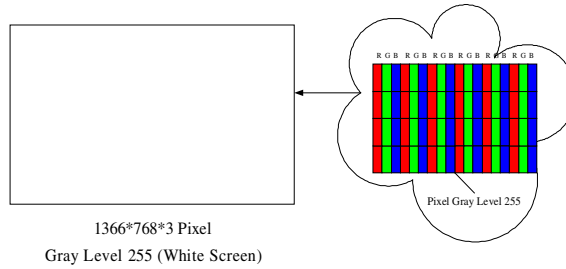 R G B R G B R G B R G B R G B R G B
Pixel Gray Level 255
1366*768*3 Pixel
Gray Level 255 (White Screen)